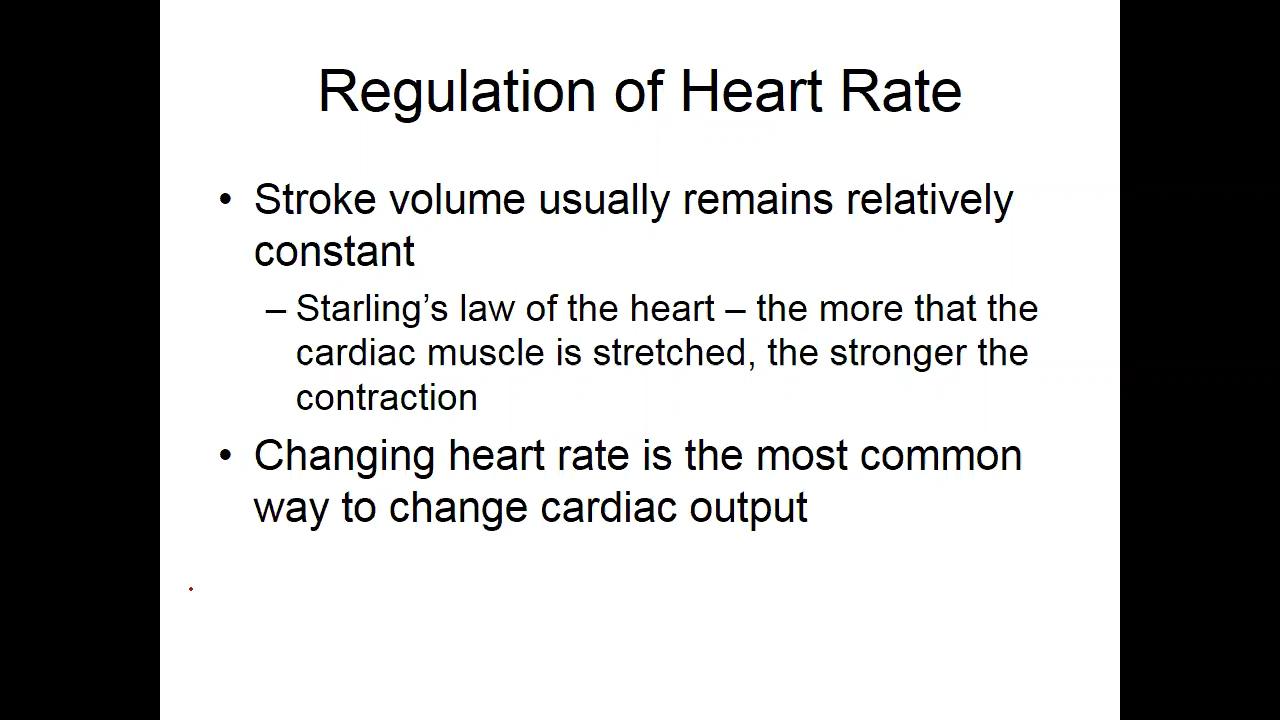 Regulation of Heart Rate
• Stroke volume usually remains relatively
constant
– Starling’s law of the heart – the more that the
cardiac muscle is stretched, the stronger the
contraction
• Changing heart rate is the most common
way to change cardiac output